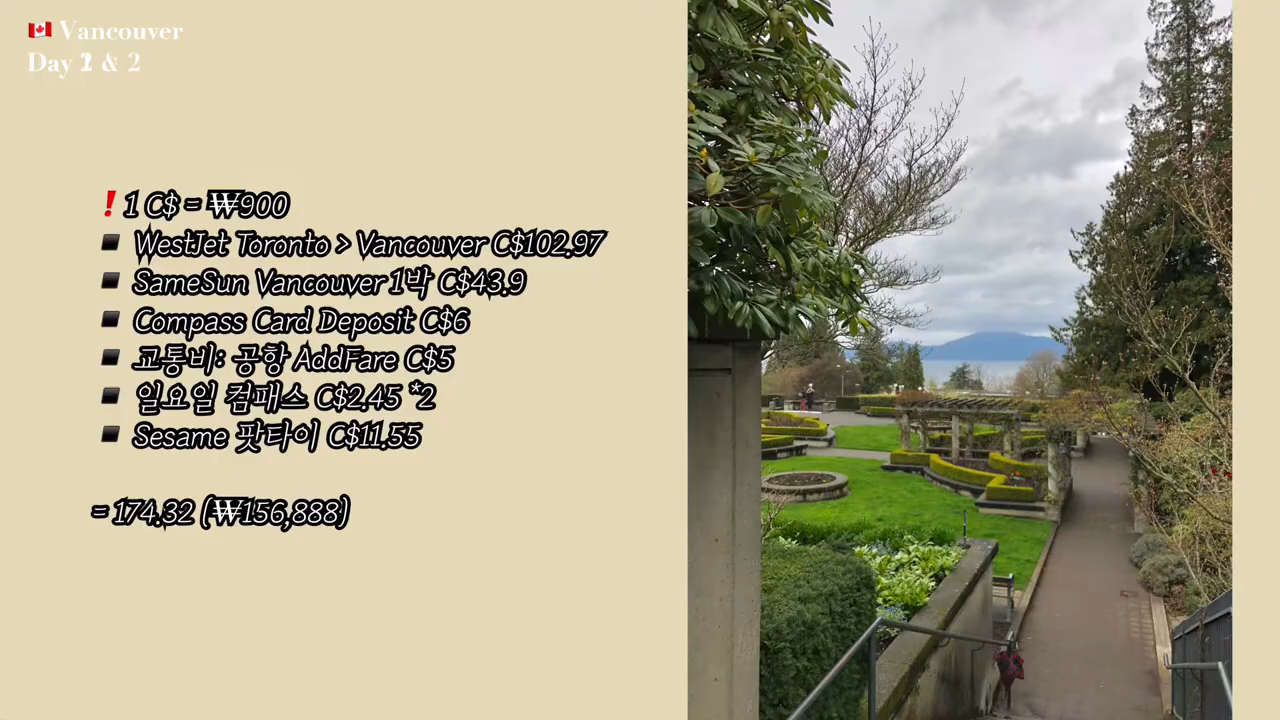 🇨🇦 Vancouver
Day 1 & 2
❗1 C$ = ₩900
◾ WestJet Toronto > Vancouver C$102.97
◾ SameSun Vancouver 1박 C$43.9
◾ Compass Card Deposit C$6
◾ 교통비: 공항 AddFare C$5
◾ 일요일 컴패스 C$2.45 *2
◾ Sesame 팟타이 C$11.55
= 174.32 (₩156,888)